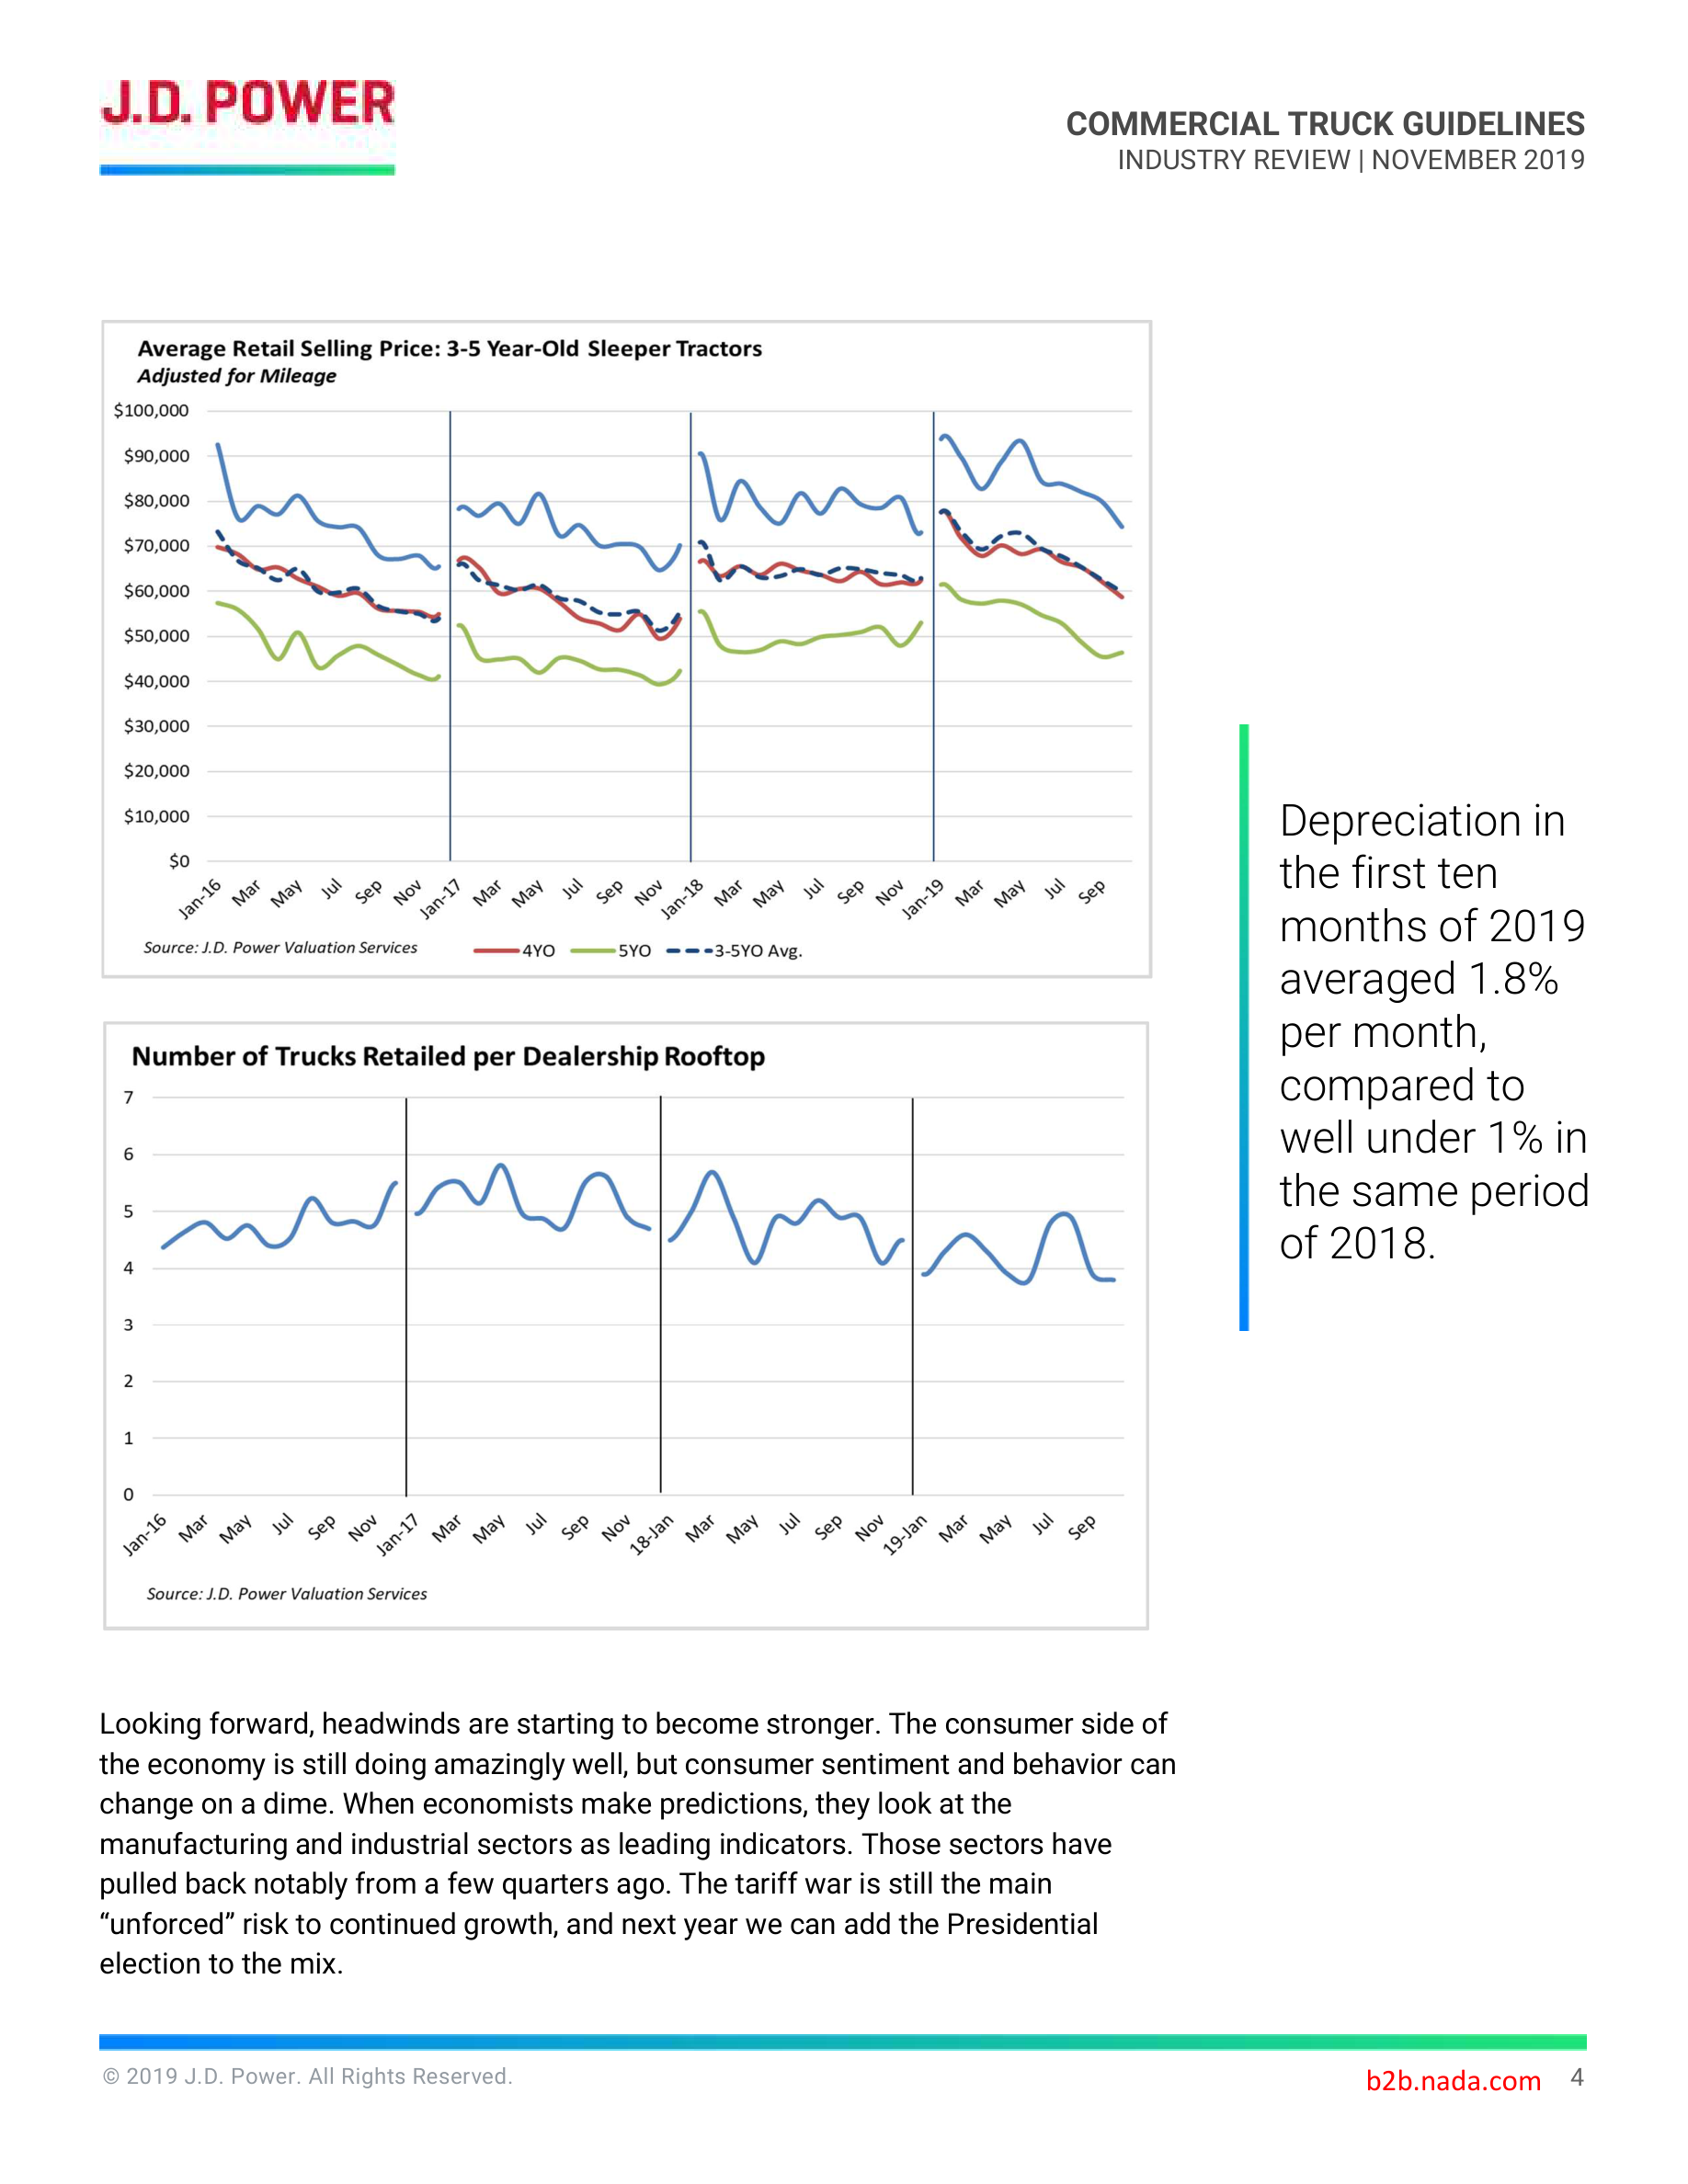 J.D. POWER
COMMERCIAL TRUCK GUIDELINES
INDUSTRY REVIEW | NOVEMBER 2019
Average Retail Selling Price: 3-5 Year-Old Sleeper Tractors
Adjusted for Mileage
$100,000
$90,000
$80,000
$70,000
$60,000
$50,000
$40,000
$30,000
$20,000
$10,000
$0
Jan-16 Mar May Jul Sep Nov Jan-17 Mar May Jul Sep Nov Jan-18 Mar May Jul Sep Nov Jan-19 Mar May Jul Sep
Source: J.D. Power Valuation Services 4YO 5YO 3-5YO Avg.
Number of Trucks Retailed per Dealership Rooftop
7
6
5
4
3
2
1
0
Jan-16 Mar May Jul Sep Nov Jan-17 Mar May Jul Sep Nov 18-Jan Mar May Jul Sep Nov 19-Jan Mar May Jul Sep
Source: J.D. Power Valuation Services
Depreciation in
the first ten
months of 2019
averaged 1.8%
per month,
compared to
well under 1% in
the same period
of 2018.
Looking forward, headwinds are starting to become stronger. The consumer side of
the economy is still doing amazingly well, but consumer sentiment and behavior can
change on a dime. When economists make predictions, they look at the
manufacturing and industrial sectors as leading indicators. Those sectors have
pulled back notably from a few quarters ago. The tariff war is still the main
“unforced” risk to continued growth, and next year we can add the Presidential
election to the mix.
© 2019 J.D. Power. All Rights Reserved.
b2b.nada.com 4